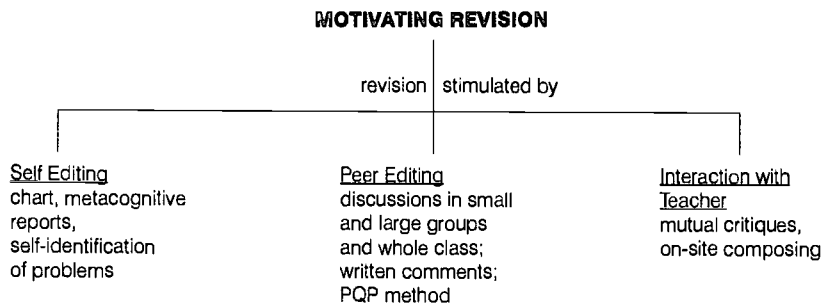 MOTIVATING REVISION
revision stimulated by
Self Editing
chart, metacognitive
reports,
self-identification
of problems
Peer Editing
discussions in small
and large groups
and whole class;
written comments;
PQP method
Interaction with
Teacher
mutual critiques,
on-site composing